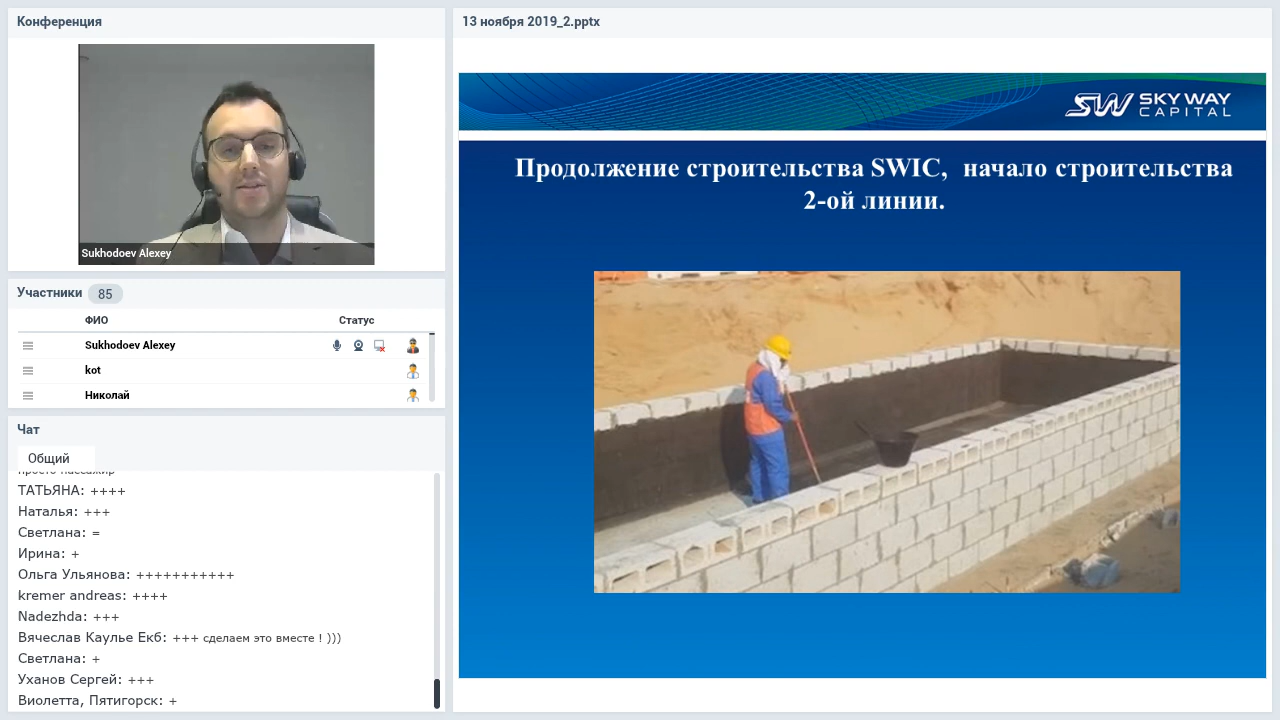 Конференция
Sukhodoev Alexey
Участники 85
ФИО Статус
Sukhodoev Alexey
kot
Николай
Чат
Общий
просто пассажир
ТАТЬЯНА: ++++
Наталья: +++
Светлана: =
Ирина: +
Ольга Ульянова: +++++++++++
kremer andreas: ++++
Nadezhda: +++
Вячеслав Каулье Екб: +++ сделаем это вместе ! )))
Светлана: +
Уханов Сергей: +++
Виолетта, Пятигорск: +
13 ноября 2019_2.pptx
SW SKY WAY
CAPITAL
Продолжение строительства SWIC, начало строительства
2-ой линии.